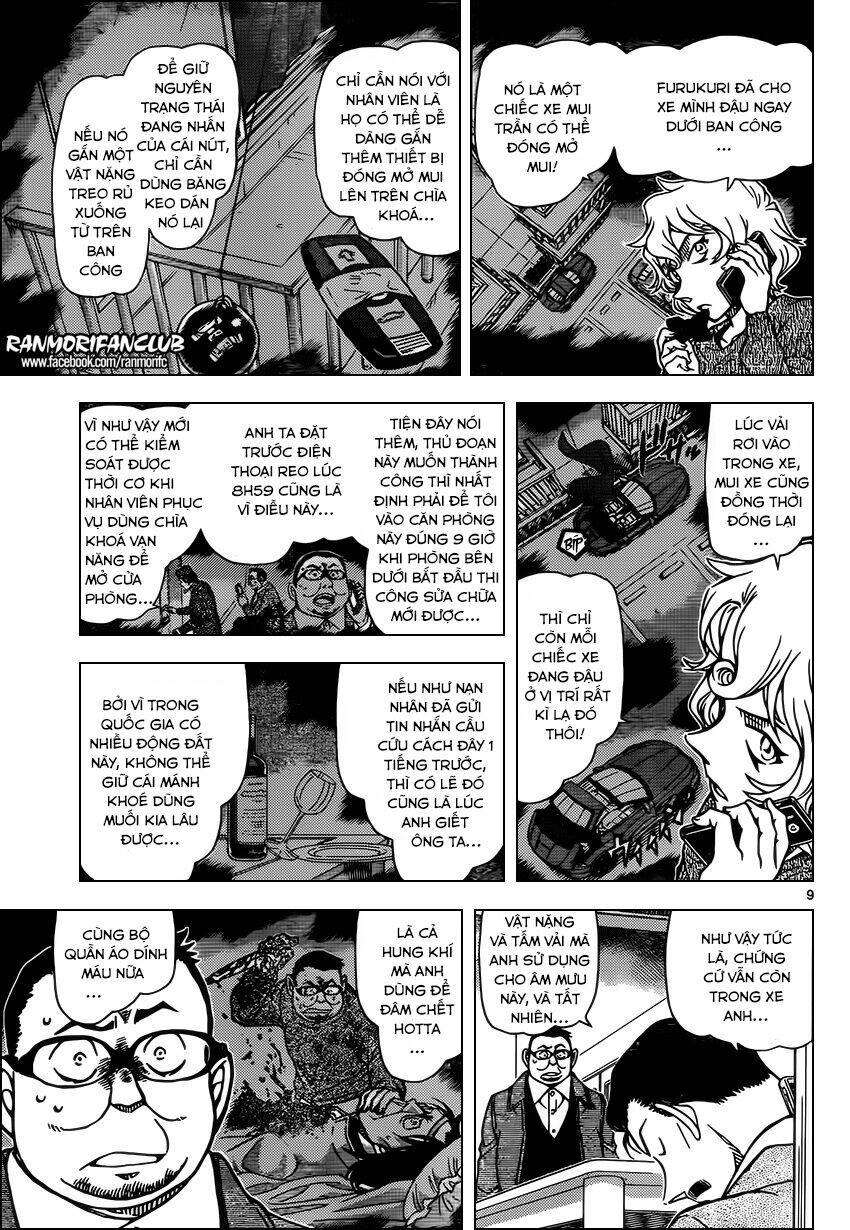 FURUKURI ĐÃ CHO
XE MÌNH ĐẬU NGAY
DƯỚI BAN CÔNG
...
NÓ LÀ MỘT
CHIẾC XE MUI
TRẦN CÓ THỂ
ĐÓNG MỞ
MUI!
CHỈ CẦN NÓI VỚI
NHÂN VIÊN LÀ
HỌ CÓ THỂ DỄ
DÀNG GẮN
THÊM THIẾT BỊ
ĐÓNG MỞ MUI
LÊN TRÊN CHÌA
KHOÁ...
ĐỂ GIỮ
NGUYÊN
TRẠNG THÁI
ĐANG NHẤN
CỦA CÁI NÚT,
CHỈ CẦN
DÙNG BĂNG
KEO DÁN
NÓ LẠI
NẾU NÓ
GẮN MỘT
VẬT NẶNG
TREO RỦ
XUỐNG
TỪ TRÊN
BAN
CÔNG
RANMORIFANCLUB
www.facebook.com/ranmorifc
LÚC VẢI
RƠI VÀO
TRONG XE,
MUI XE CŨNG
ĐỒNG THỜI
ĐÓNG LẠI
...
BÍP
THÌ CHỈ
CÒN MỖI
CHIẾC XE
ĐANG ĐẬU
Ở VỊ TRÍ RẤT
KÌ LẠ ĐÓ
THÔI!
TIỆN ĐÂY NÓI
THÊM, THỦ ĐOẠN
NÀY MUỐN THÀNH
CÔNG THÌ NHẤT
ĐỊNH PHẢI ĐỂ TÔI
VÀO CĂN PHÒNG
NÀY ĐÚNG 9 GIỜ
KHI PHÒNG BÊN
DƯỚI BẮT ĐẦU THI
CÔNG SỬA CHỮA
MỚI ĐƯỢC...
ANH TA ĐẶT
TRƯỚC ĐIỆN
THOẠI REO LÚC
8H59 CŨNG LÀ
VÌ ĐIỀU NÀY...
VÌ NHƯ VẬY MỚI
CÓ THỂ KIỂM
SOÁT ĐƯỢC
THỜI CƠ KHI
NHÂN VIÊN PHỤC
VỤ DÙNG CHÌA
KHOÁ VẠN
NĂNG ĐỂ
MỞ CỬA
PHÒNG...
NẾU NHƯ NẠN
NHÂN ĐÃ GỬI
TIN NHẮN CẦU
CỨU CÁCH ĐÂY 1
TIẾNG TRƯỚC,
THÌ CÓ LẼ ĐÓ
CŨNG LÀ LÚC
ANH GIẾT
ÔNG TA...
BỞI VÌ TRONG
QUỐC GIA CÓ
NHIỀU ĐỘNG ĐẤT
NÀY, KHÔNG THỂ
GIỮ CÁI MÁNH
KHOÉ DÙNG
MUỐI KIA LÂU
ĐƯỢC...
9
NHƯ VẬY TỨC
LÀ, CHỨNG
CỨ VẪN CÒN
TRONG XE
ANH...
VẬT NẶNG
VÀ TẤM VẢI MÀ
ANH SỬ DỤNG
CHO ÂM MƯU
NÀY, VÀ TẤT
NHIÊN...
LÀ CẢ
HUNG KHÍ
MÀ ANH
DÙNG ĐỂ
ĐÂM CHẾT
HOTTA
...
CÙNG BỘ
QUẦN ÁO DÍNH
MÁU NỮA
...